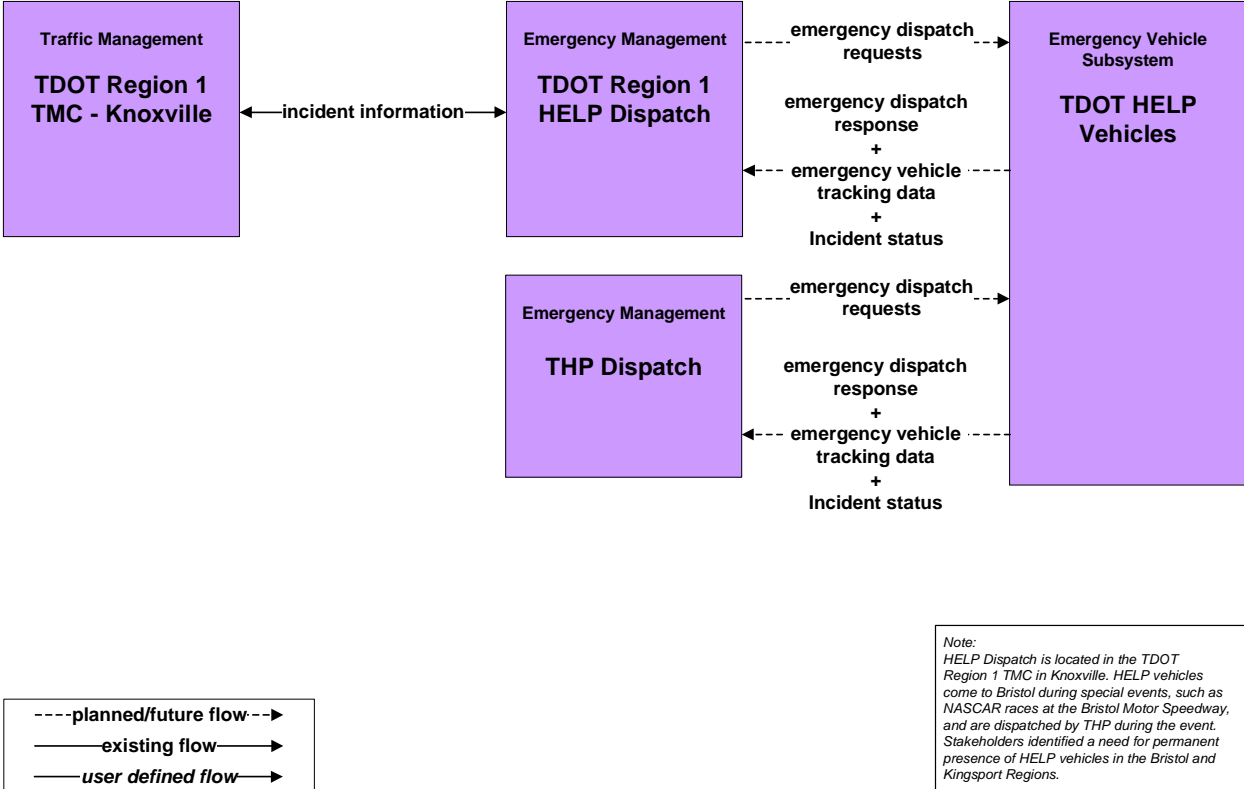 Traffic Management
TDOT Region 1
TMC - Knoxville
incident information
Emergency Management
TDOT Region 1
HELP Dispatch
emergency dispatch
requests
emergency dispatch
response
+
emergency vehicle
tracking data
+
Incident status
Emergency Vehicle
Subsystem
TDOT HELP
Vehicles
Emergency Management
THP Dispatch
emergency dispatch
requests
emergency dispatch
response
+
emergency vehicle
tracking data
+
Incident status
planned/future flow
existing flow
user defined flow
Note:
HELP Dispatch is located in the TDOT
Region 1 TMC in Knoxville. HELP vehicles
come to Bristol during special events, such as
NASCAR races at the Bristol Motor Speedway,
and are dispatched by THP during the event.
Stakeholders identified a need for permanent
presence of HELP vehicles in the Bristol and
Kingsport Regions.